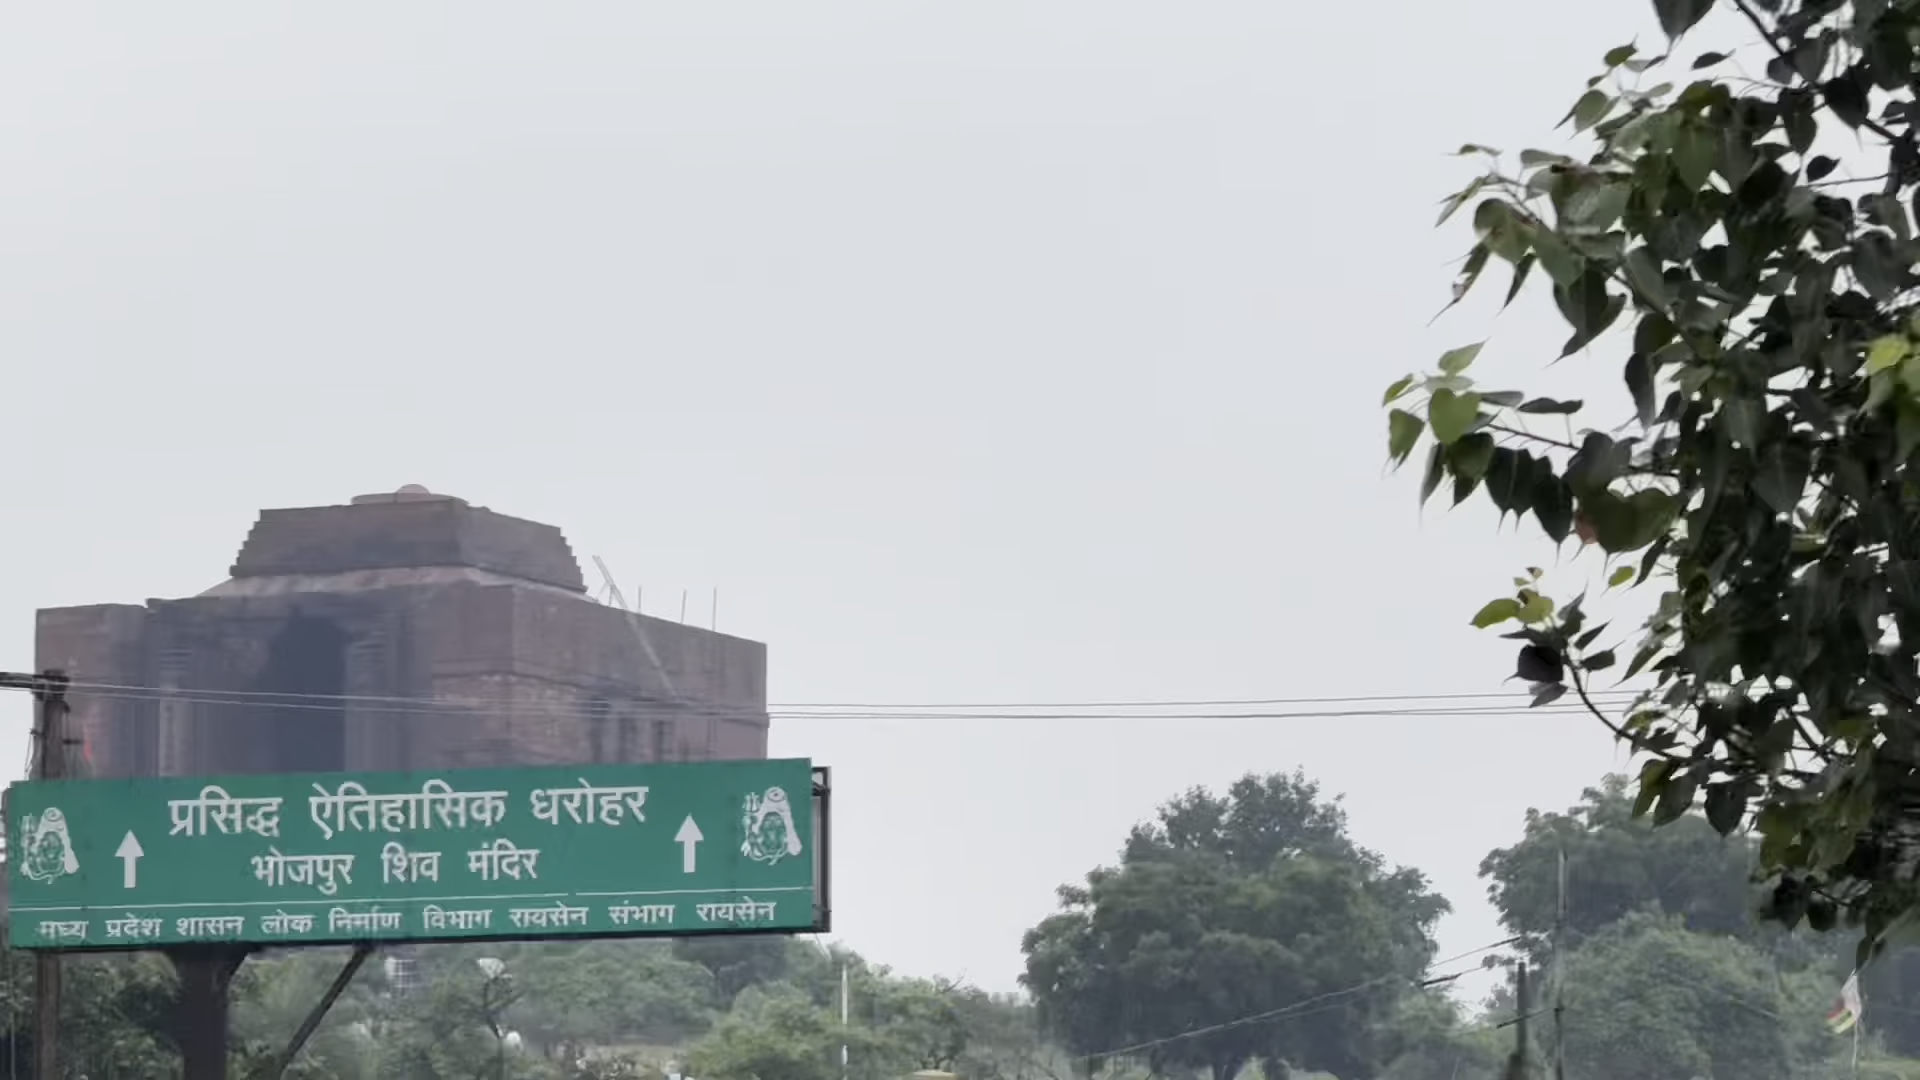 प्रसिद्ध ऐतिहासिक धरोहर
भोजपुर शिव मंदिर
मध्य प्रदेश शासन लोक निर्माण विभाग रायसेन संभाग रायसेन